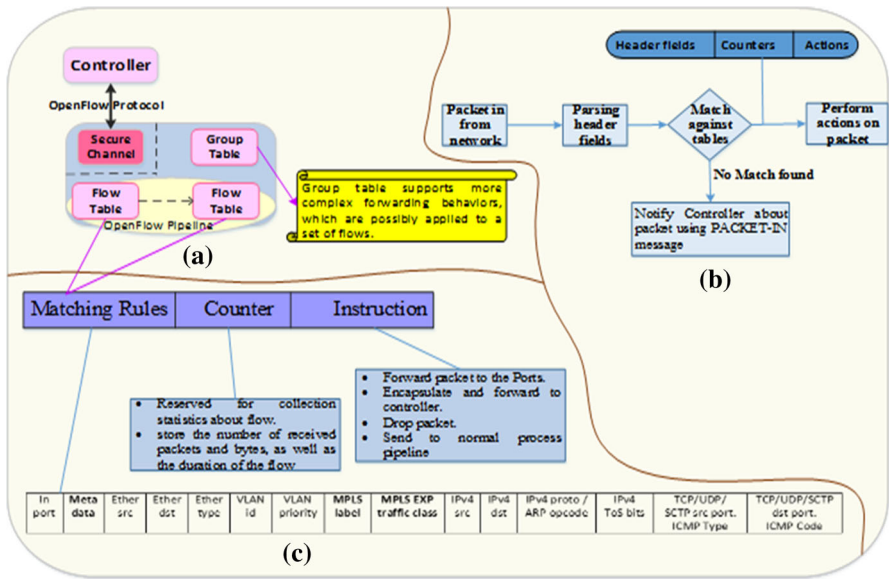 Controller
OpenFlow Protocol
Secure
Channel
Group
Table
Flow
Table
Flow
Table
OpenFlow Pipeline
(a)
Group table supports more
complex forwarding behaviors,
which are possibly applied to a
set of flows.
Header fields Counters Actions
Packet in
from
network
Parsing
header
fields
Match
against
tables
Perform
actions on
packet
No Match found
Notify Controller about
packet using PACKET-IN
message
(b)
Matching Rules Counter Instruction
• Reserved for collection
statistics about flow.
• store the number of received
packets and bytes, as well as
the duration of the flow
• Forward packet to the Ports.
• Encapsulate and forward to
controller.
• Drop packet.
• Send to normal process
pipeline
In
port
Meta
data
Ether
src
Ether
dst
Ether
type
VLAN
id
VLAN
priority
MPLS
label
MPLS EXP
traffic class
IPv4
src
IPv4
dst
IPv4 proto /
ARP opcode
IPv4
ToS bits
TCP/UDP/
SCTP src port.
ICMP Type
TCP/UDP/SCTP
dst port.
ICMP Code
(c)